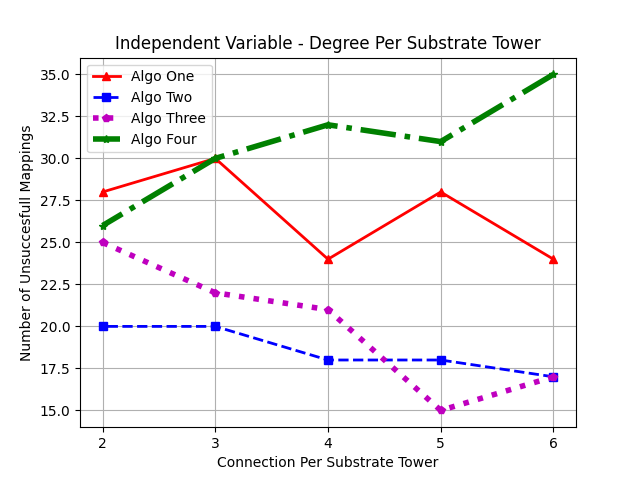 Independent Variable - Degree Per Substrate Tower
Number of Unsuccesfull Mappings
35.0
32.5
30.0
27.5
25.0
22.5
20.0
17.5
15.0
Algo One
Algo Two
Algo Three
Algo Four
2 3 4 5 6
Connection Per Substrate Tower